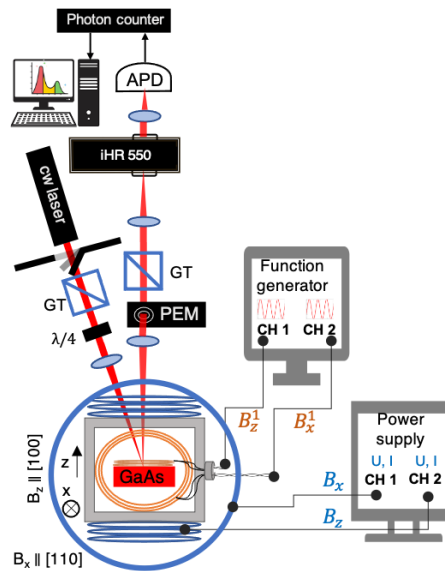 Photon counter
APD
iHR 550
cw laser
GT
GT
PEM
λ/4
Function
generator
CH 1 CH 2
B_z^1
B_x^1
Power
supply
U, I U, I
CH 1 CH 2
B_x
B_z
GaAs
z
x
B_z ∥ [100]
B_x ∥ [110]